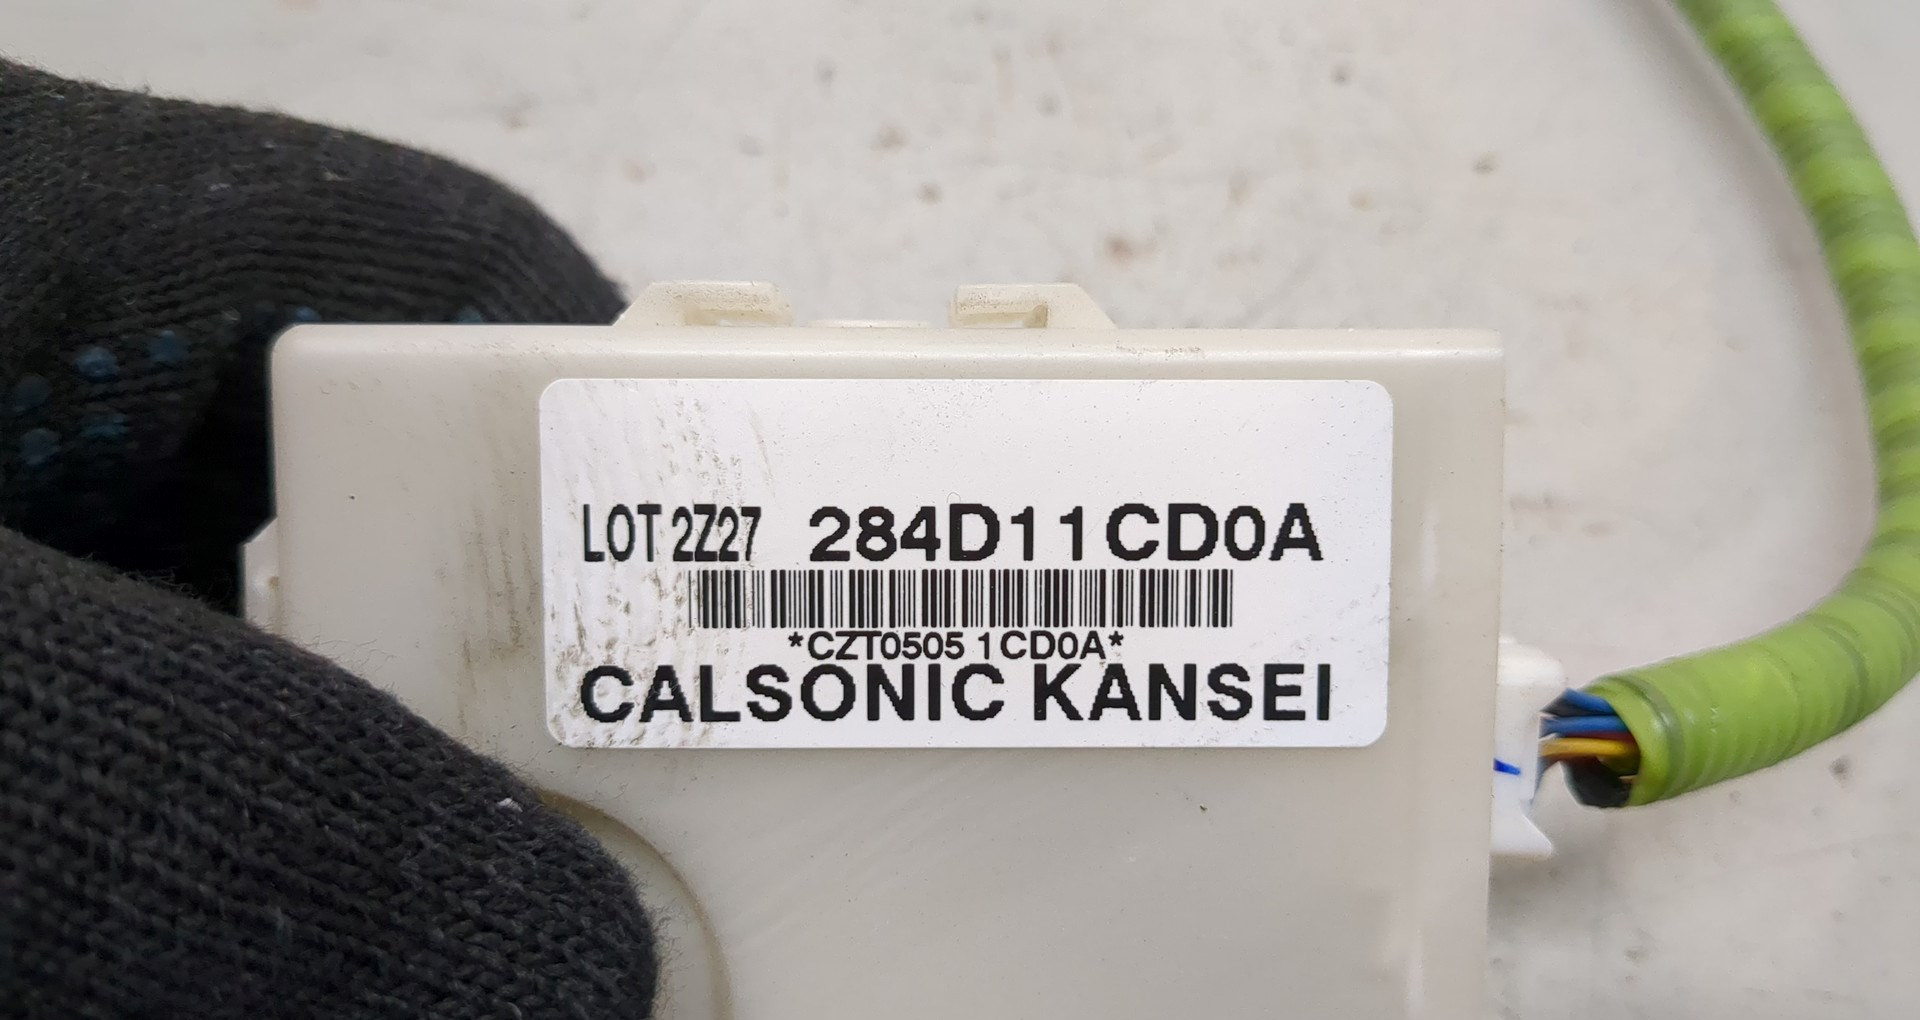 LOT 2Z27 284D11CD0A
*CZT0505 1CD0A*
CALSONIC KANSEI